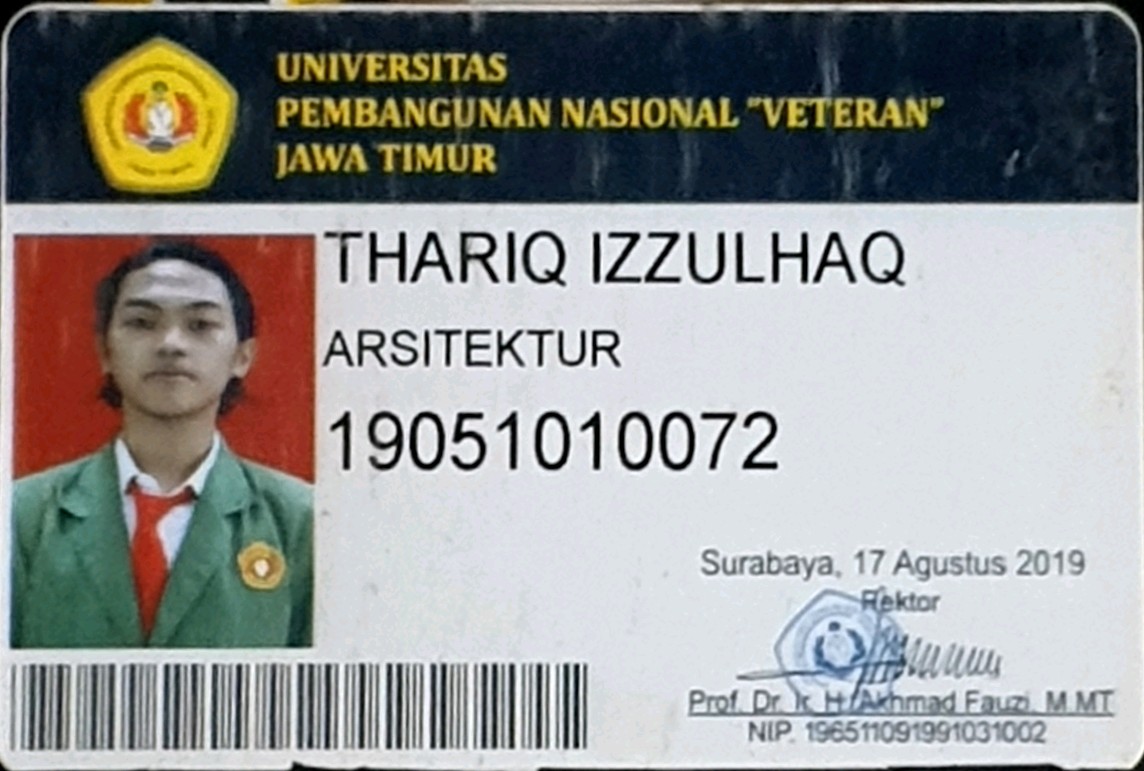 UNIVERSITAS
PEMBANGUNAN NASIONAL "VETERAN"
JAWA TIMUR
THARIQ IZZULHAQ
ARSITEKTUR
19051010072
Surabaya, 17 Agustus 2019
Rektor
Prof. Dr. Ir. H. Akhmad Fauzi, M.MT
NIP. 196511091991031002